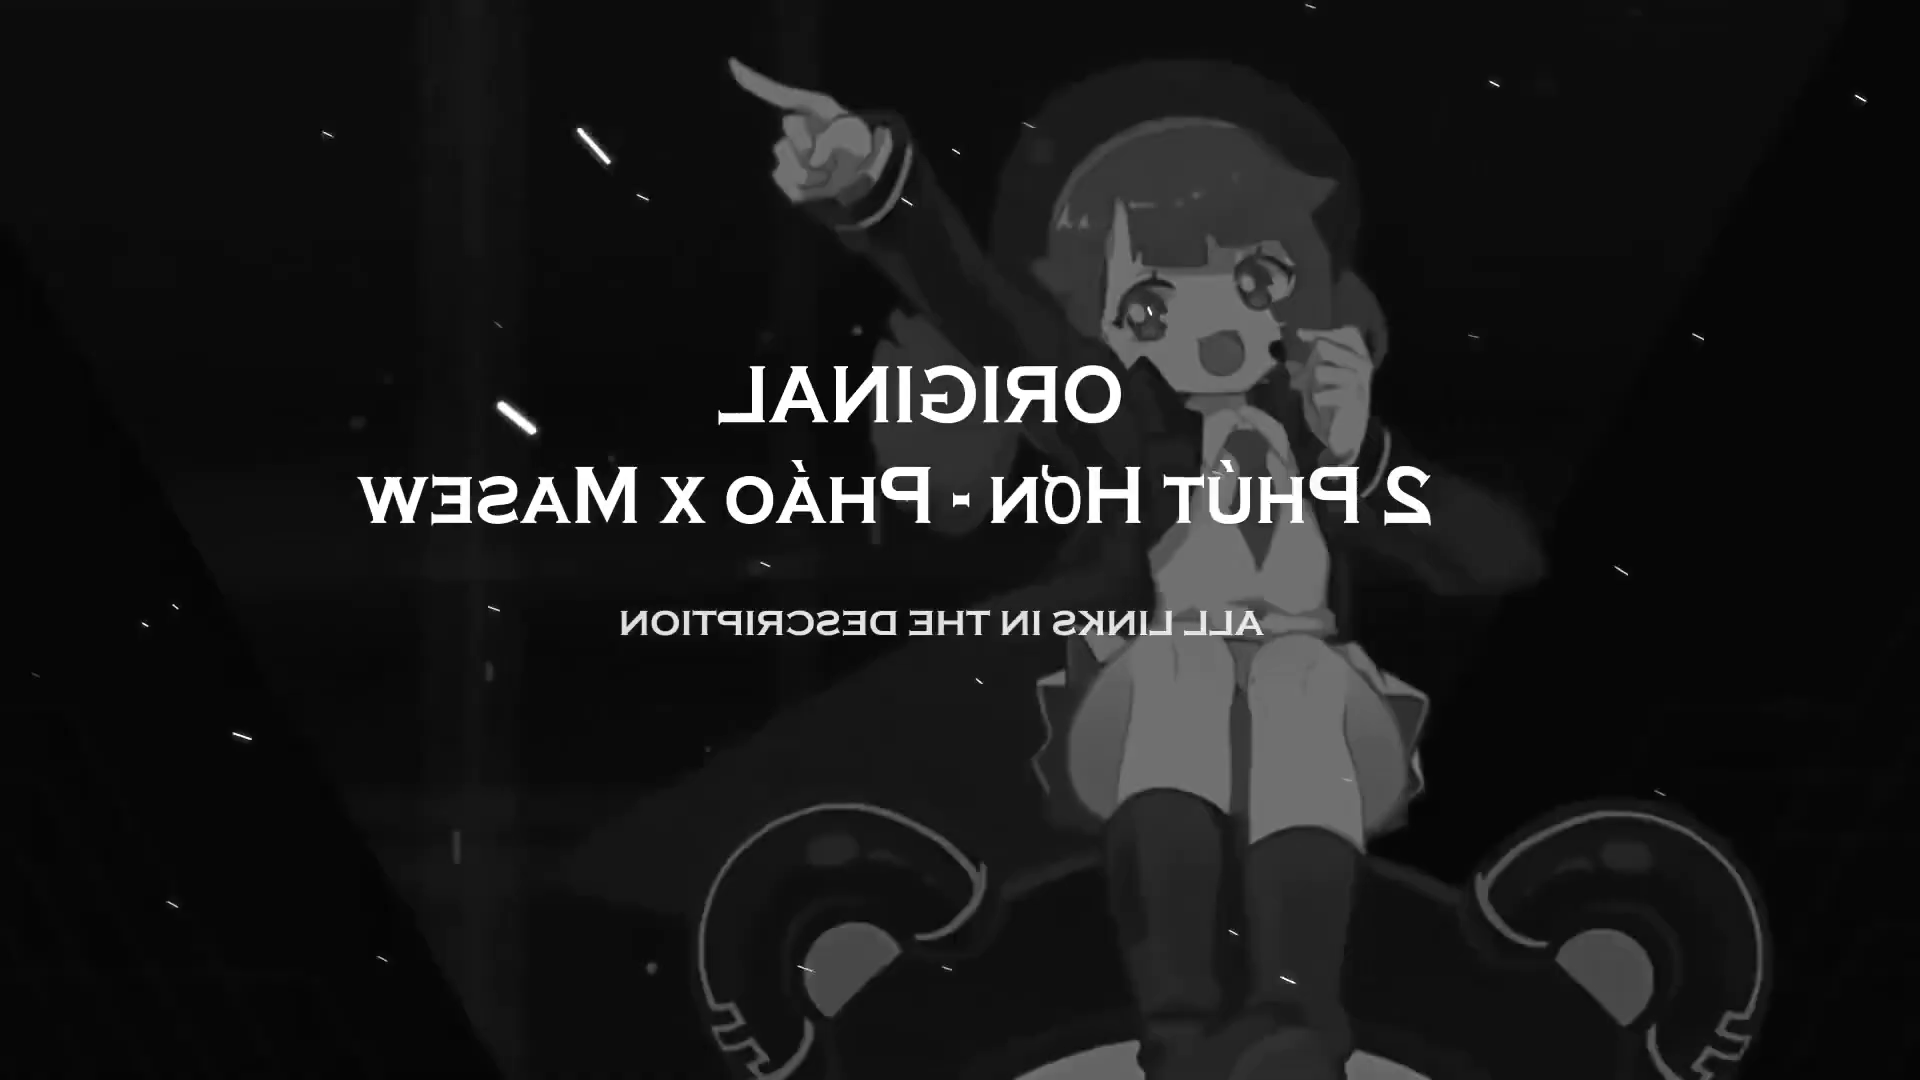 ORIGINAL
2 PHÚT HƠN - PHÁO X MASEW
ALL LINKS IN THE DESCRIPTION